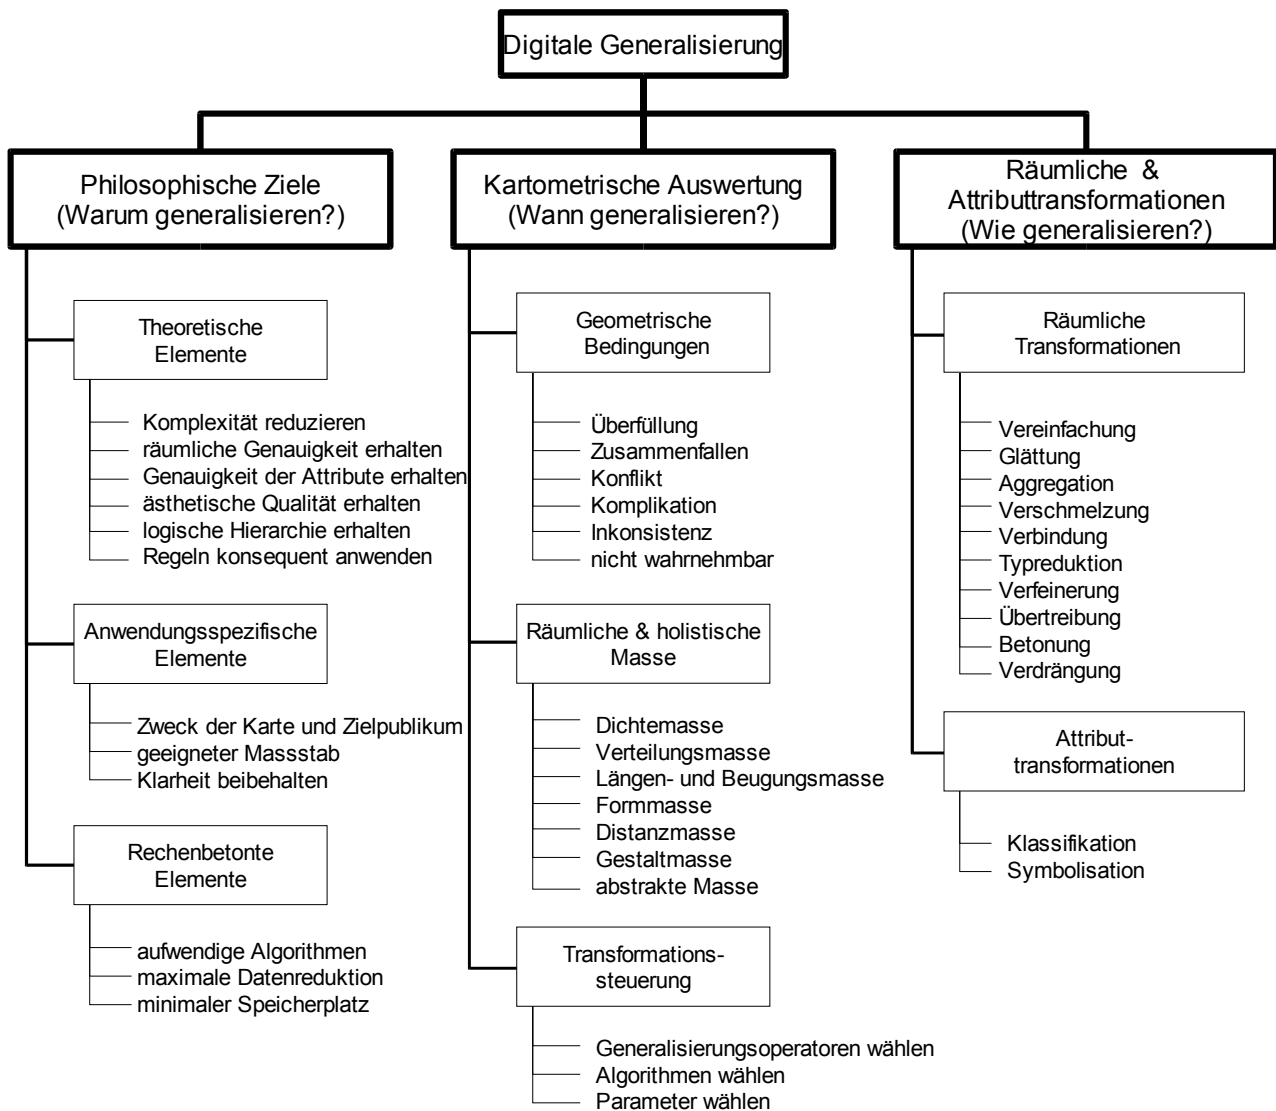 Digitale Generalisierung
Philosophische Ziele
(Warum generalisieren?)
Theoretische
Elemente
Komplexität reduzieren
räumliche Genauigkeit erhalten
Genauigkeit der Attribute erhalten
ästhetische Qualität erhalten
logische Hierarchie erhalten
Regeln konsequent anwenden
Anwendungsspezifische
Elemente
Zweck der Karte und Zielpublikum
geeigneter Massstab
Klarheit beibehalten
Rechenbetonte
Elemente
aufwendige Algorithmen
maximale Datenreduktion
minimaler Speicherplatz
Kartometrische Auswertung
(Wann generalisieren?)
Geometrische
Bedingungen
Überfüllung
Zusammenfallen
Konflikt
Komplikation
Inkonsistenz
nicht wahrnehmbar
Räumliche & holistische
Masse
Dichtemasse
Verteilungsmasse
Längen- und Beugungsmasse
Formmasse
Distanzmasse
Gestaltmasse
abstrakte Masse
Transformations-
steuerung
Generalisierungsoperatoren wählen
Algorithmen wählen
Parameter wählen
Räumliche &
Attributtransformationen
(Wie generalisieren?)
Räumliche
Transformationen
Vereinfachung
Glättung
Aggregation
Verschmelzung
Verbindung
Typreduktion
Verfeinerung
Übertreibung
Betonung
Verdrängung
Attribut-
transformationen
Klassifikation
Symbolisation